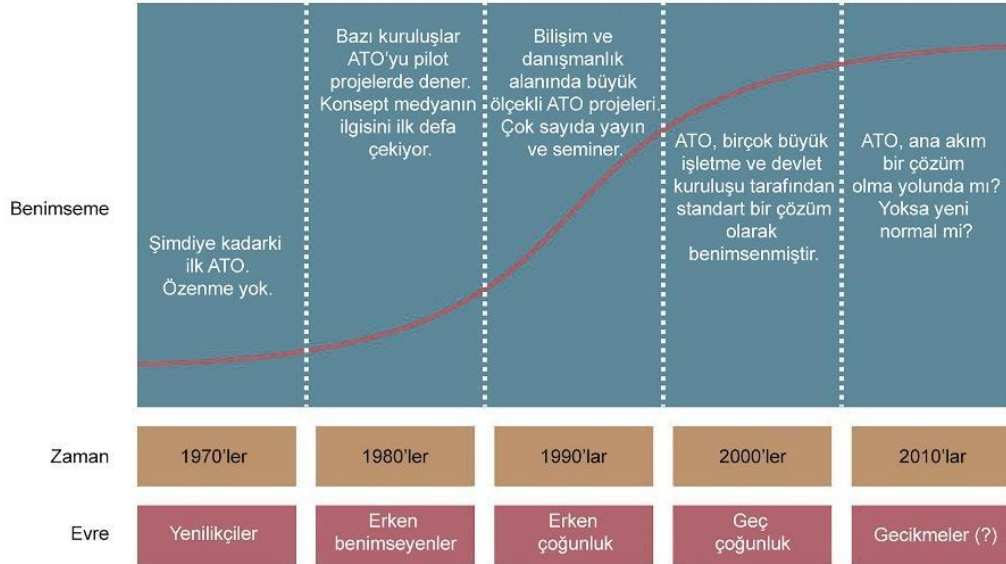 Benimseme
Şimdiye kadarki
ilk ATO.
Özenme yok.
Bazı kuruluşlar
ATO'yu pilot
projelerde dener.
Konsept medyanın
ilgisini ilk defa
çekiyor.
Bilişim ve
danışmanlık
alanında büyük
ölçekli ATO projeleri.
Çok sayıda yayın
ve seminer.
ATO, birçok büyük
işletme ve devlet
kuruluşu tarafından
standart bir çözüm
olarak
benimsenmiştir.
ATO, ana akım
bir çözüm
olma yolunda mı?
Yoksa yeni
normal mi?
Zaman
1970'ler
1980'ler
1990'lar
2000'ler
2010'lar
Evre
Yenilikçiler
Erken
benimseyenler
Erken
çoğunluk
Geç
çoğunluk
Gecikmeler (?)